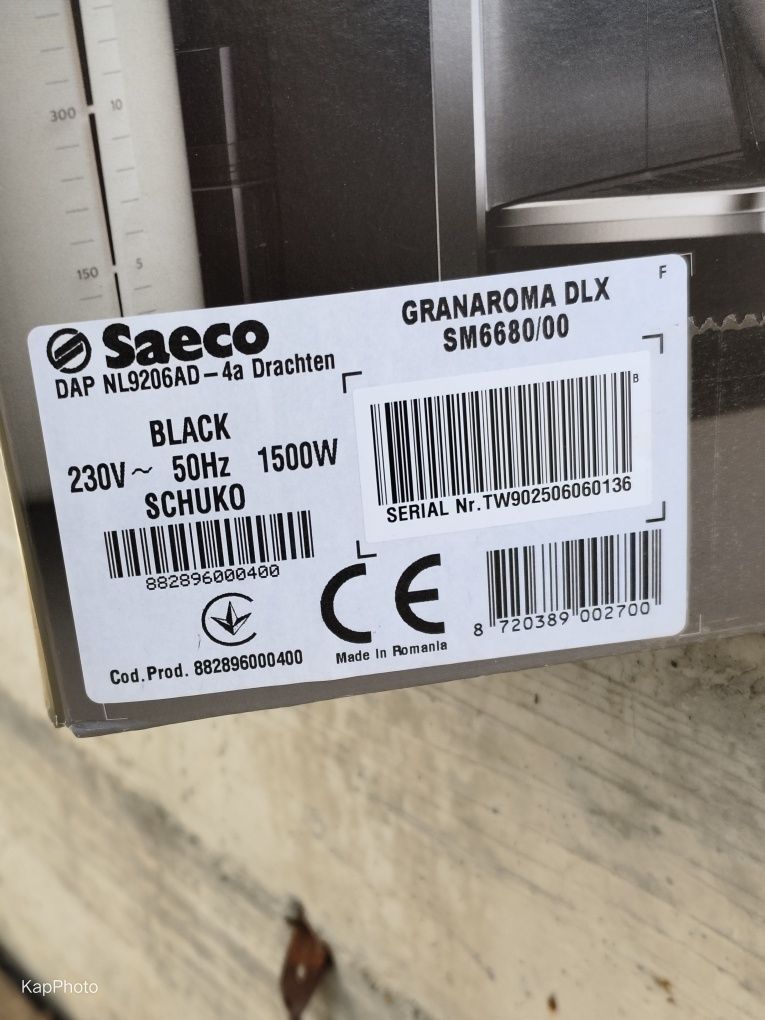 300 10
150 5
F
Saeco
DAP NL9206AD-4a Drachten
GRANAROMA DLX
SM6680/00
BLACK
230V~ 50Hz 1500W
SCHUKO
882896000400
B
SERIAL Nr.TW902506060136
CE
8 720389 002700
Cod.Prod. 882896000400
Made in Romania
KapPhoto